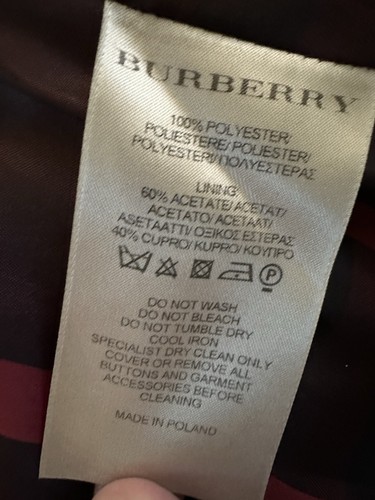 BURBERRY
100% POLYESTER/
POLIESTERE/ POLIESTER/
POLYESTERI/ ΠΟΛΥΕΣΤΕΡΑΣ
LINING:
60% ACETATE/ ACETAT/
ACETATO/ ACETAAT/
ASETAATTI/ ΟΞΙΚΟΣ ΕΣΤΕΡΑΣ
40% CUPRO/ KUPRO/ ΚΟΥΠΡΟ
P
DO NOT WASH
DO NOT BLEACH
DO NOT TUMBLE DRY
COOL IRON
SPECIALIST DRY CLEAN ONLY
COVER OR REMOVE ALL
BUTTONS AND GARMENT
ACCESSORIES BEFORE
CLEANING
MADE IN POLAND